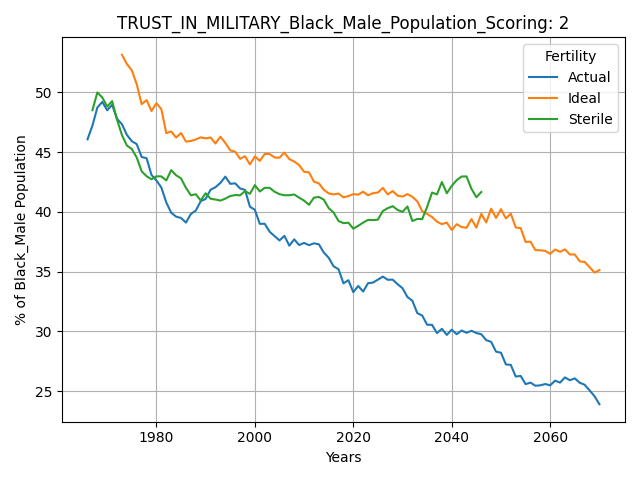 TRUST_IN_MILITARY_Black_Male_Population_Scoring: 2
Fertility
Actual
Ideal
Sterile
% of Black_Male Population
50
45
40
35
30
25
1980
2000
2020
2040
2060
Years